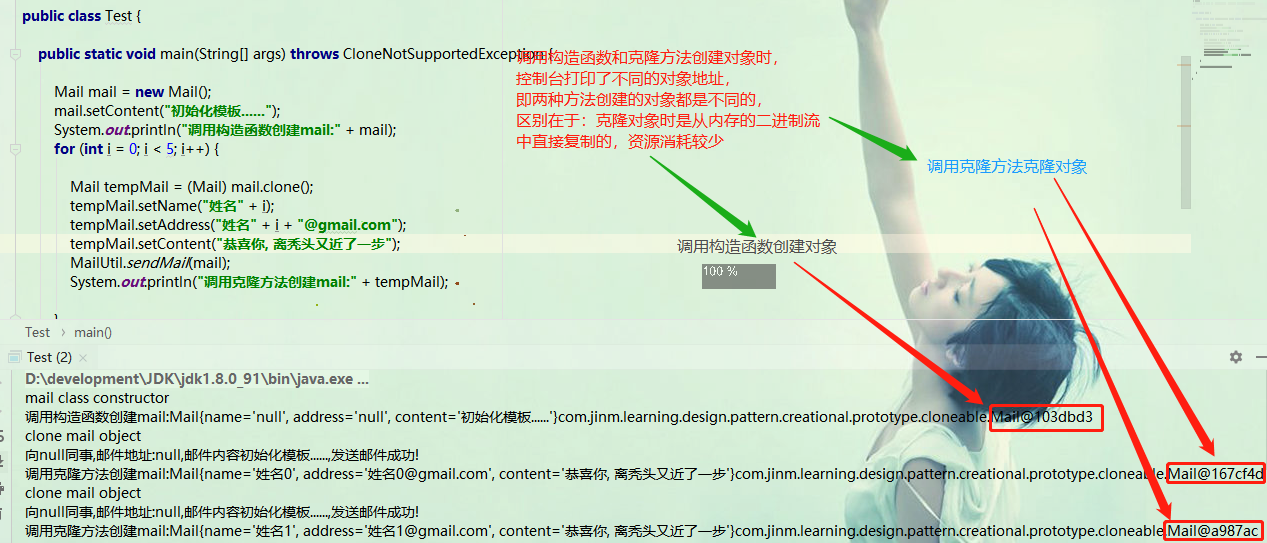 public class Test {
public static void main(String[] args) throws CloneNotSupportedException {
Mail mail = new Mail();
mail.setContent("初始化模板......");
System.out.println("调用构造函数创建mail:" + mail);
for (int i = 0; i < 5; i++) {
Mail tempMail = (Mail) mail.clone();
tempMail.setName("姓名" + i);
tempMail.setAddress("姓名" + i + "@gmail.com");
tempMail.setContent("恭喜你, 离秃头又近了一步");
MailUtil.sendMail(mail);
System.out.println("调用克隆方法创建mail:" + tempMail);
}
调用构造函数和克隆方法创建对象时，
控制台打印了不同的对象地址，
即两种方法创建的对象都是不同的，
区别在于：克隆对象时是从内存的二进制流
中直接复制的，资源消耗较少
调用克隆方法克隆对象
调用构造函数创建对象
100 %
Test › main()
Test (2) ×
D:\development\JDK\jdk1.8.0_91\bin\java.exe ...
mail class constructor
调用构造函数创建mail:Mail{name='null', address='null', content='初始化模板......'}com.jinm.learning.design.pattern.creational.prototype.cloneable.Mail@103dbd3
clone mail object
向null同事,邮件地址:null,邮件内容初始化模板......,发送邮件成功!
调用克隆方法创建mail:Mail{name='姓名0', address='姓名0@gmail.com', content='恭喜你, 离秃头又近了一步'}com.jinm.learning.design.pattern.creational.prototype.cloneable.Mail@167cf4d
clone mail object
向null同事,邮件地址:null,邮件内容初始化模板......,发送邮件成功!
调用克隆方法创建mail:Mail{name='姓名1', address='姓名1@gmail.com', content='恭喜你, 离秃头又近了一步'}com.jinm.learning.design.pattern.creational.prototype.cloneable.Mail@a987ac